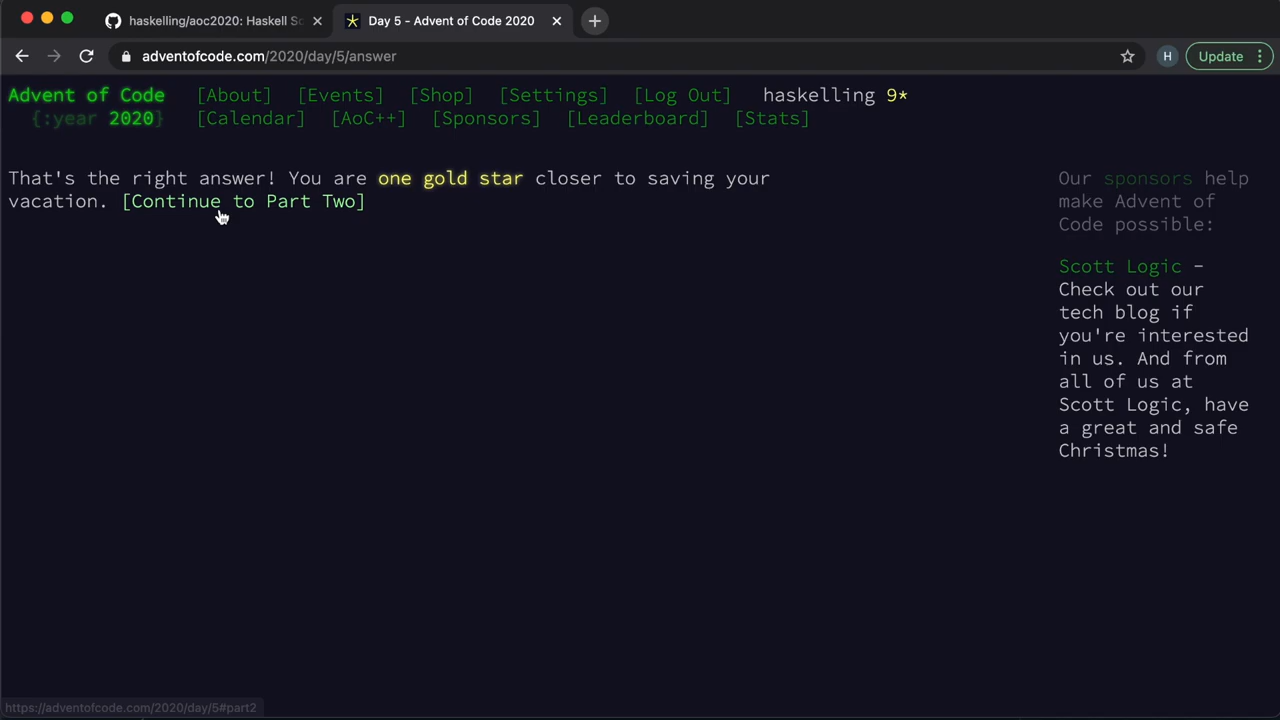 haskelling/aoc2020: Haskell So
Day 5 - Advent of Code 2020
adventofcode.com/2020/day/5/answer
H
Update
Advent of Code [About] [Events] [Shop] [Settings] [Log Out] haskelling 9*
{:year 2020} [Calendar] [AoC++] [Sponsors] [Leaderboard] [Stats]
That's the right answer! You are one gold star closer to saving your
vacation. [Continue to Part Two]
Our sponsors help
make Advent of
Code possible:
Scott Logic -
Check out our
tech blog if
you're interested
in us. And from
all of us at
Scott Logic, have
a great and safe
Christmas!
https://adventofcode.com/2020/day/5#part2